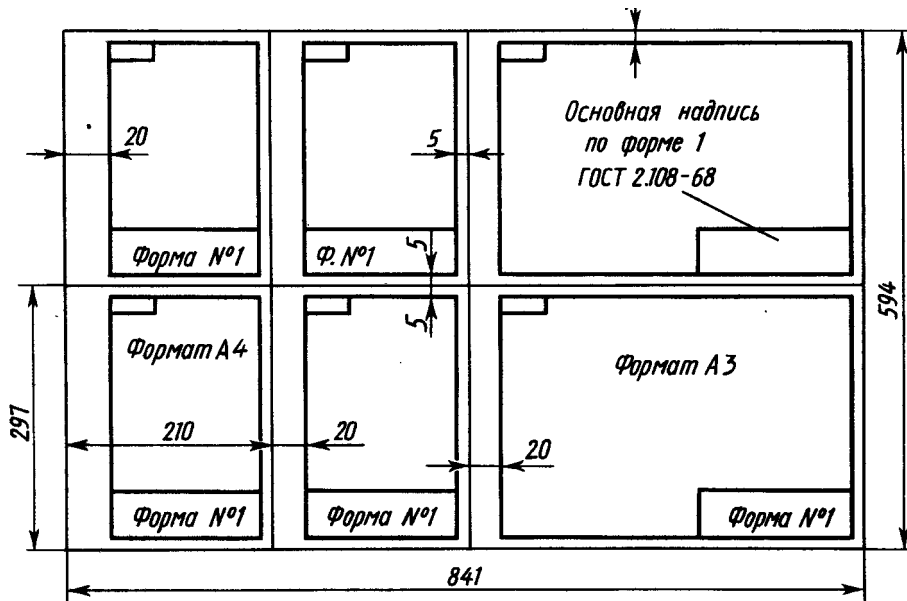 Основная надпись
по форме 1
ГОСТ 2.108-68
20
5
Форма №1
Ф. №1
5
5
Формат А4
Формат А3
594
297
210
20
20
Форма №1
Форма №1
Форма №1
841